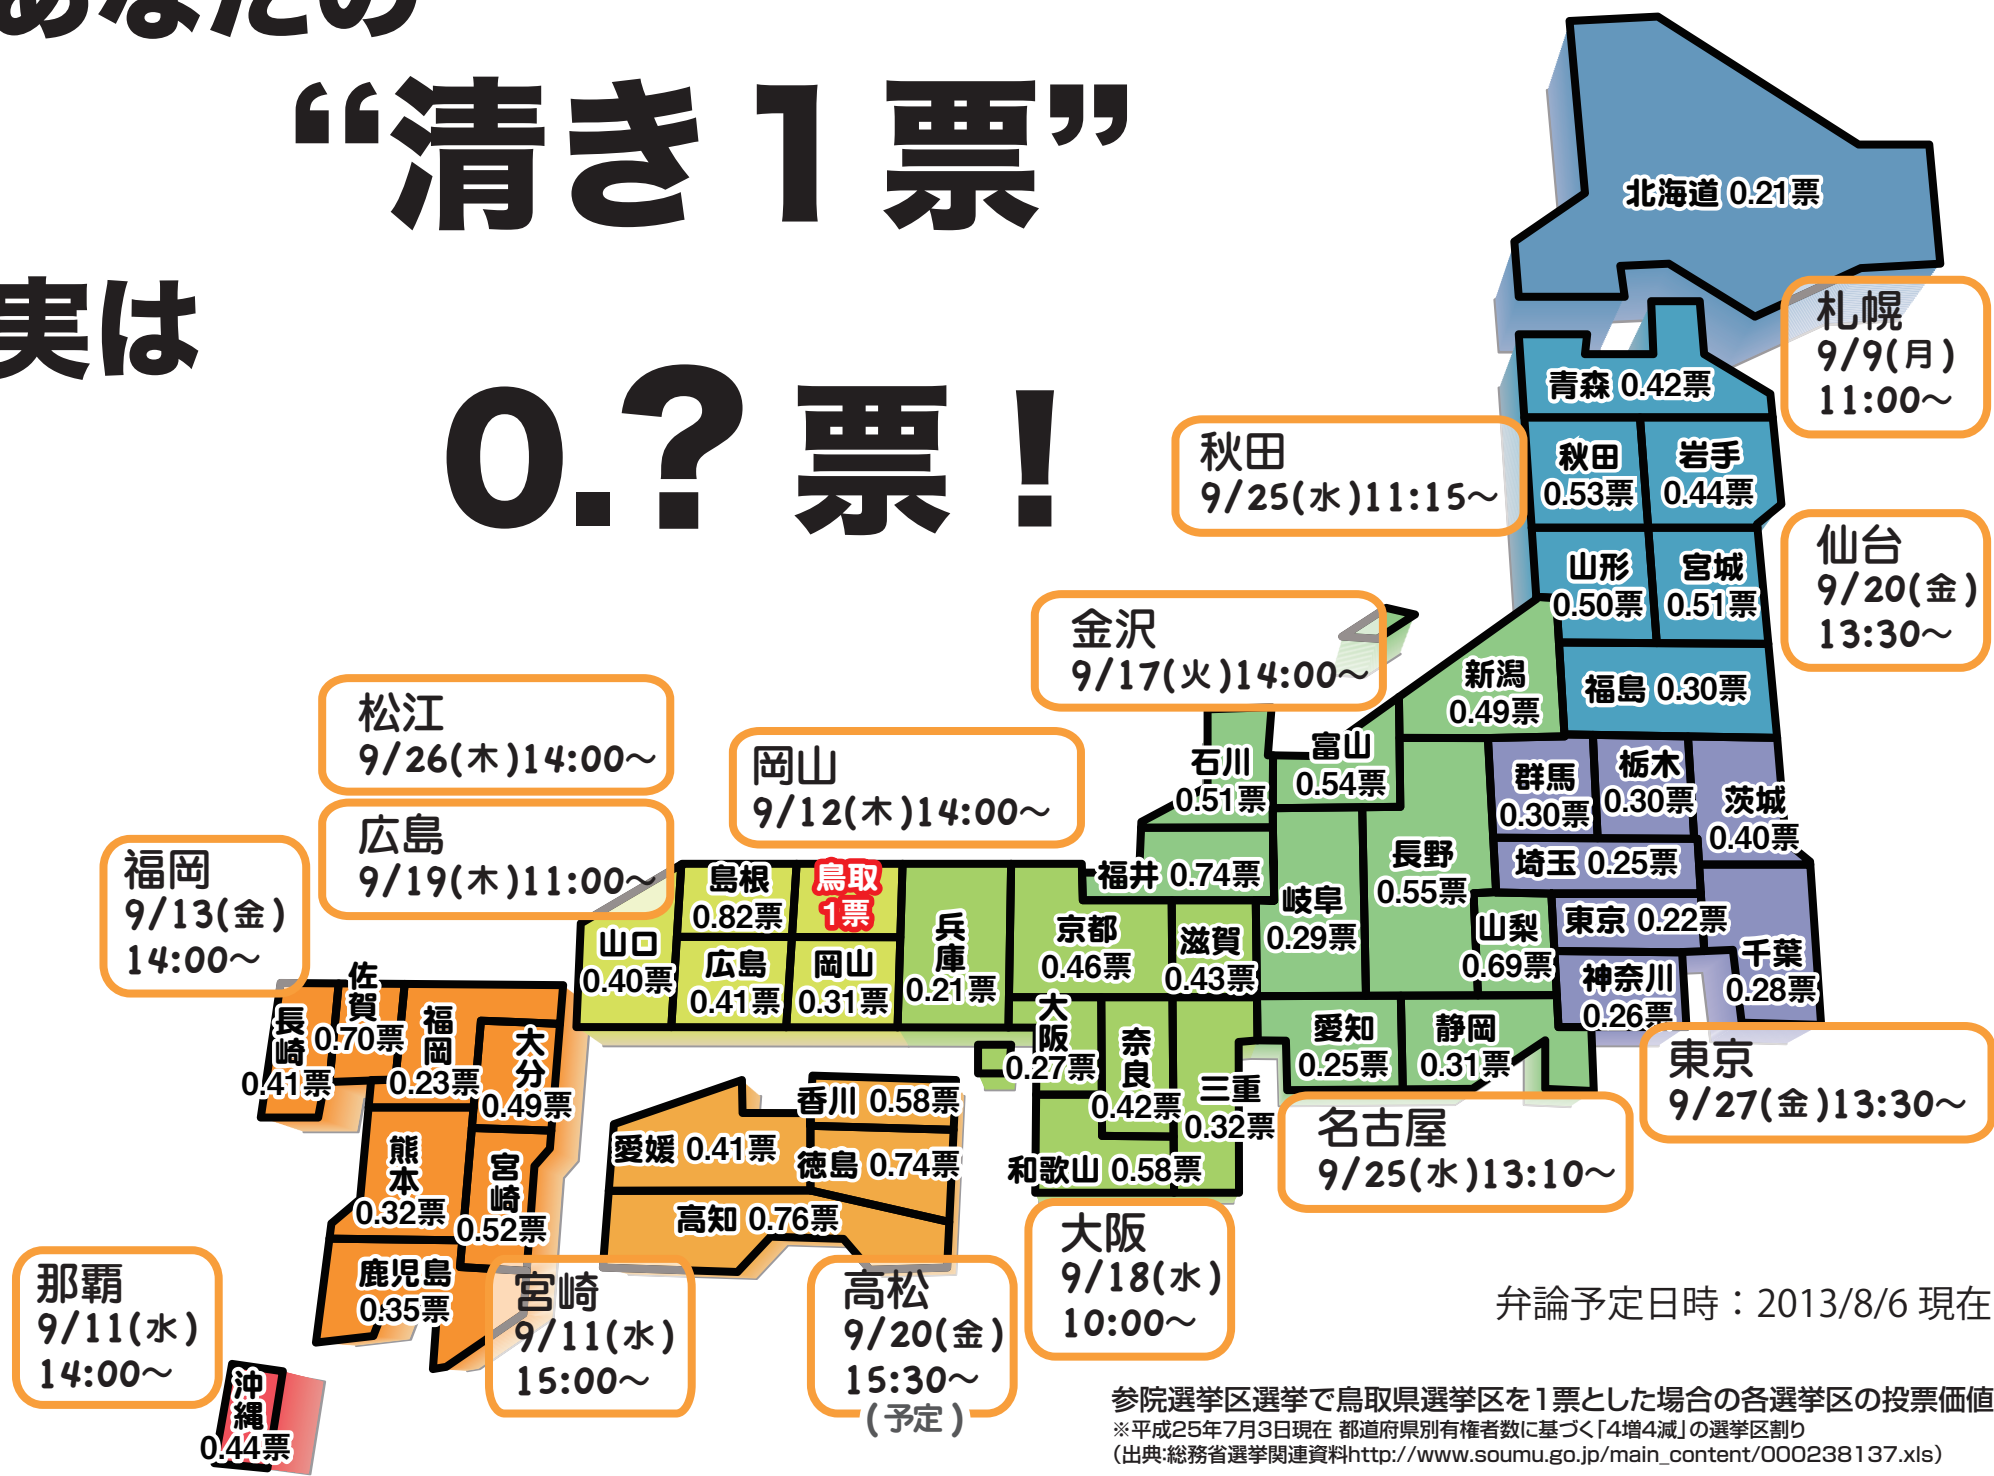 あなたの
“清き1票”
実は
0.?票！
北海道 0.21票
札幌
9/9(月)
11:00～
青森 0.42票
秋田
9/25(水)11:15～
秋田
0.53票
岩手
0.44票
仙台
9/20(金)
13:30～
山形
0.50票
宮城
0.51票
金沢
9/17(火)14:00～
新潟
0.49票
福島 0.30票
松江
9/26(木)14:00～
岡山
9/12(木)14:00～
石川
0.51票
富山
0.54票
群馬
0.30票
栃木
0.30票
茨城
0.40票
広島
9/19(木)11:00～
福岡
9/13(金)
14:00～
島根
0.82票
鳥取
1票
福井 0.74票
長野
0.55票
埼玉 0.25票
山口
0.40票
広島
0.41票
岡山
0.31票
兵庫
0.21票
京都
0.46票
滋賀
0.43票
岐阜
0.29票
山梨
0.69票
東京 0.22票
千葉
0.28票
神奈川
0.26票
長崎
0.41票
佐賀
0.70票
福岡
0.23票
大分
0.49票
大阪
0.27票
奈良
0.42票
三重
0.32票
愛知
0.25票
静岡
0.31票
東京
9/27(金)13:30～
香川 0.58票
愛媛 0.41票
徳島 0.74票
和歌山 0.58票
名古屋
9/25(水)13:10～
熊本
0.32票
宮崎
0.52票
高知 0.76票
鹿児島
0.35票
那覇
9/11(水)
14:00～
宮崎
9/11(水)
15:00～
高松
9/20(金)
15:30～
(予定)
大阪
9/18(水)
10:00～
沖縄
0.44票
弁論予定日時：2013/8/6 現在
参院選挙区選挙で鳥取県選挙区を1票とした場合の各選挙区の投票価値
※平成25年7月3日現在 都道府県別有権者数に基づく「4増4減」の選挙区割り
（出典:総務省選挙関連資料http://www.soumu.go.jp/main_content/000238137.xls）